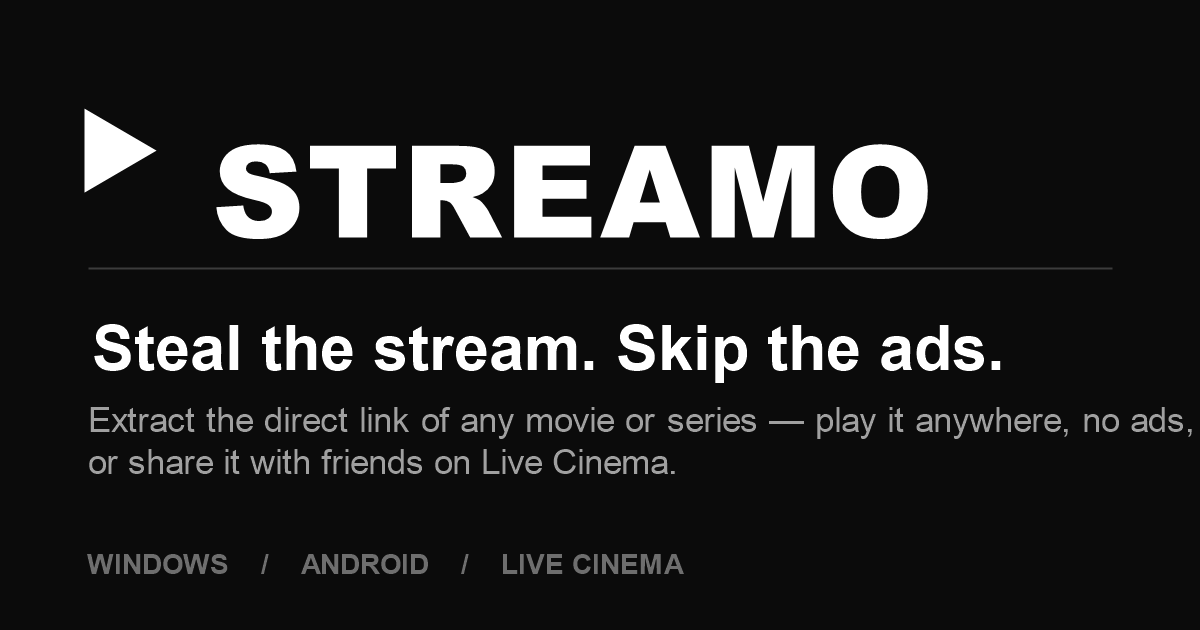 STREAMO
Steal the stream. Skip the ads.
Extract the direct link of any movie or series — play it anywhere, no ads,
or share it with friends on Live Cinema.
WINDOWS / ANDROID / LIVE CINEMA